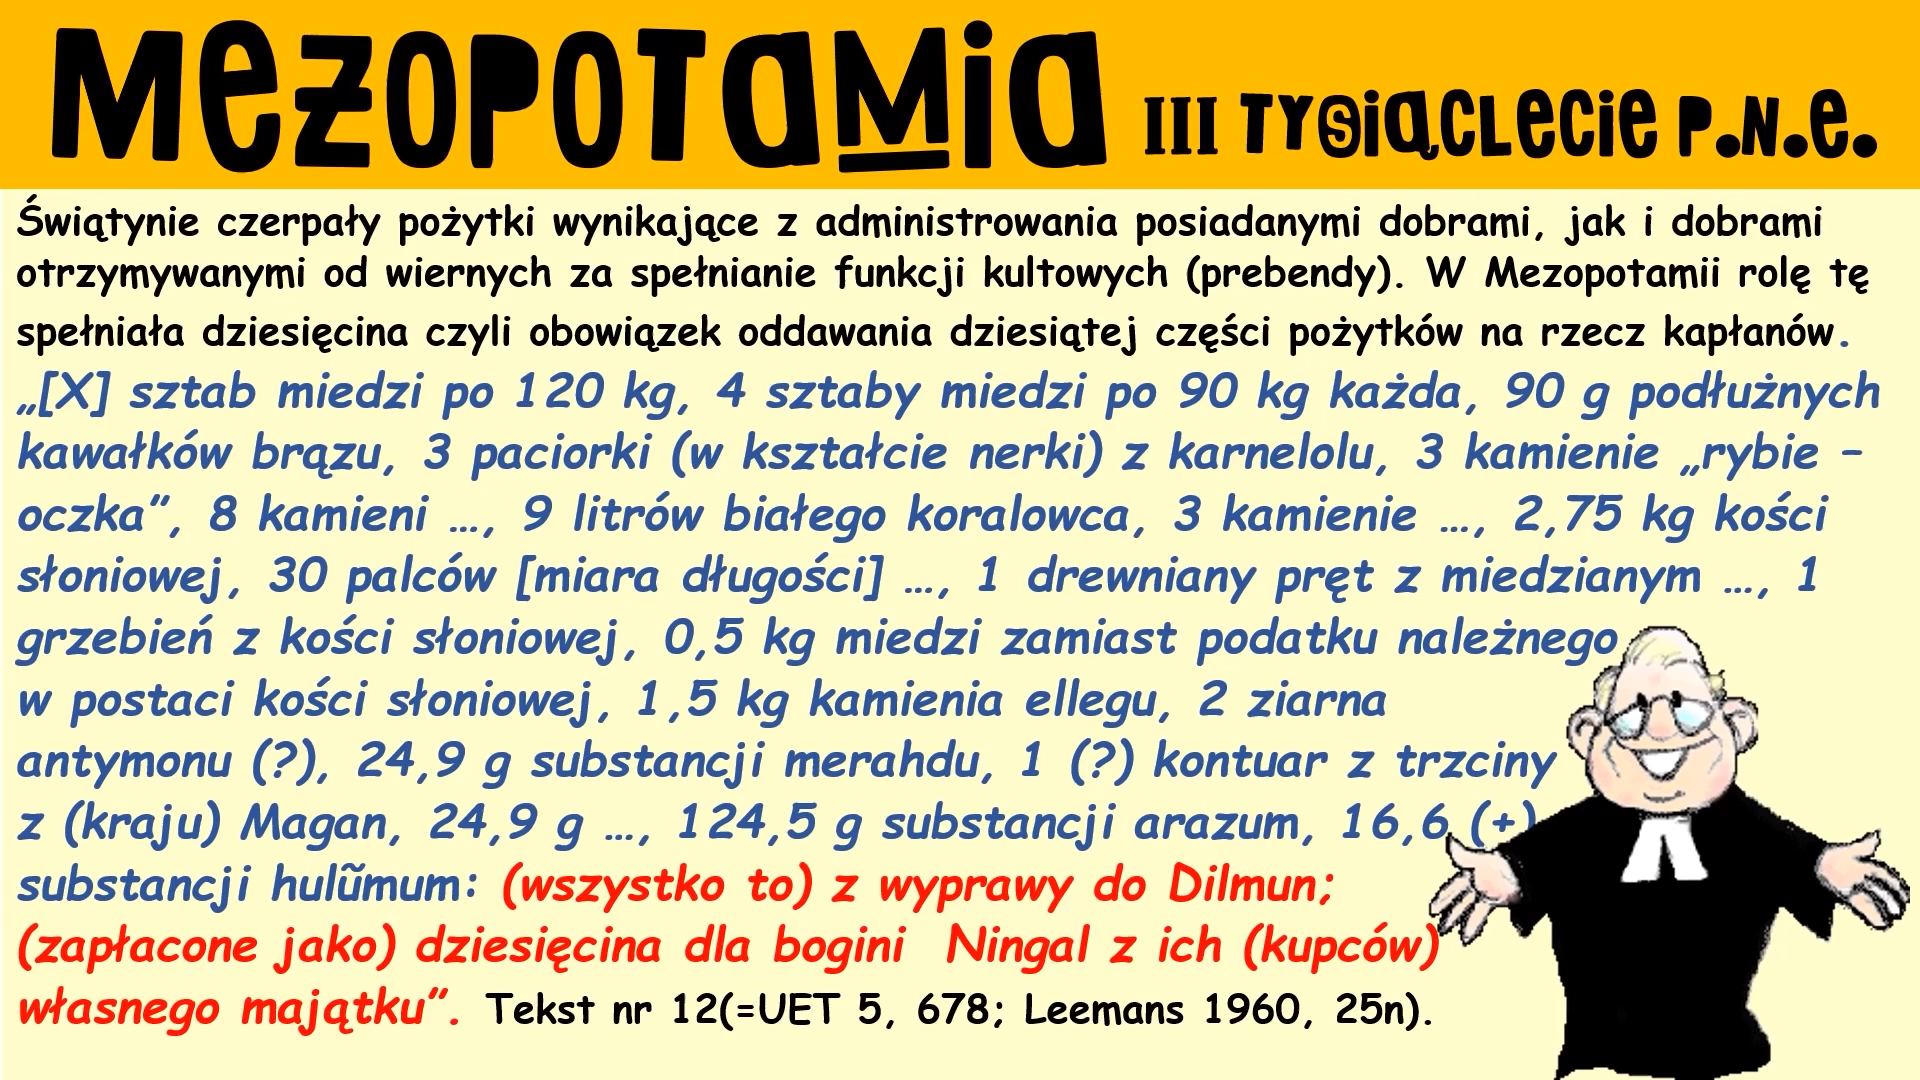 Mezopotamia III tysiąclecie p.n.e.
Świątynie czerpały pożytki wynikające z administrowania posiadanymi dobrami, jak i dobrami
otrzymywanymi od wiernych za spełnianie funkcji kultowych (prebendy). W Mezopotamii rolę tę
spełniała dziesięcina czyli obowiązek oddawania dziesiątej części pożytków na rzecz kapłanów.
„[X] sztab miedzi po 120 kg, 4 sztaby miedzi po 90 kg każda, 90 g podłużnych
kawałków brązu, 3 paciorki (w kształcie nerki) z karnelolu, 3 kamienie „rybie –
oczka”, 8 kamieni …, 9 litrów białego koralowca, 3 kamienie …, 2,75 kg kości
słoniowej, 30 palców [miara długości] …, 1 drewniany pręt z miedzianym …, 1
grzebień z kości słoniowej, 0,5 kg miedzi zamiast podatku należnego
w postaci kości słoniowej, 1,5 kg kamienia ellegu, 2 ziarna
antymonu (?), 24,9 g substancji merahdu, 1 (?) kontuar z trzciny
z (kraju) Magan, 24,9 g …, 124,5 g substancji arazum, 16,6 (+)
substancji hulũmum: (wszystko to) z wyprawy do Dilmun;
(zapłacone jako) dziesięcina dla bogini Ningal z ich (kupców)
własnego majątku”. Tekst nr 12(=UET 5, 678; Leemans 1960, 25n).